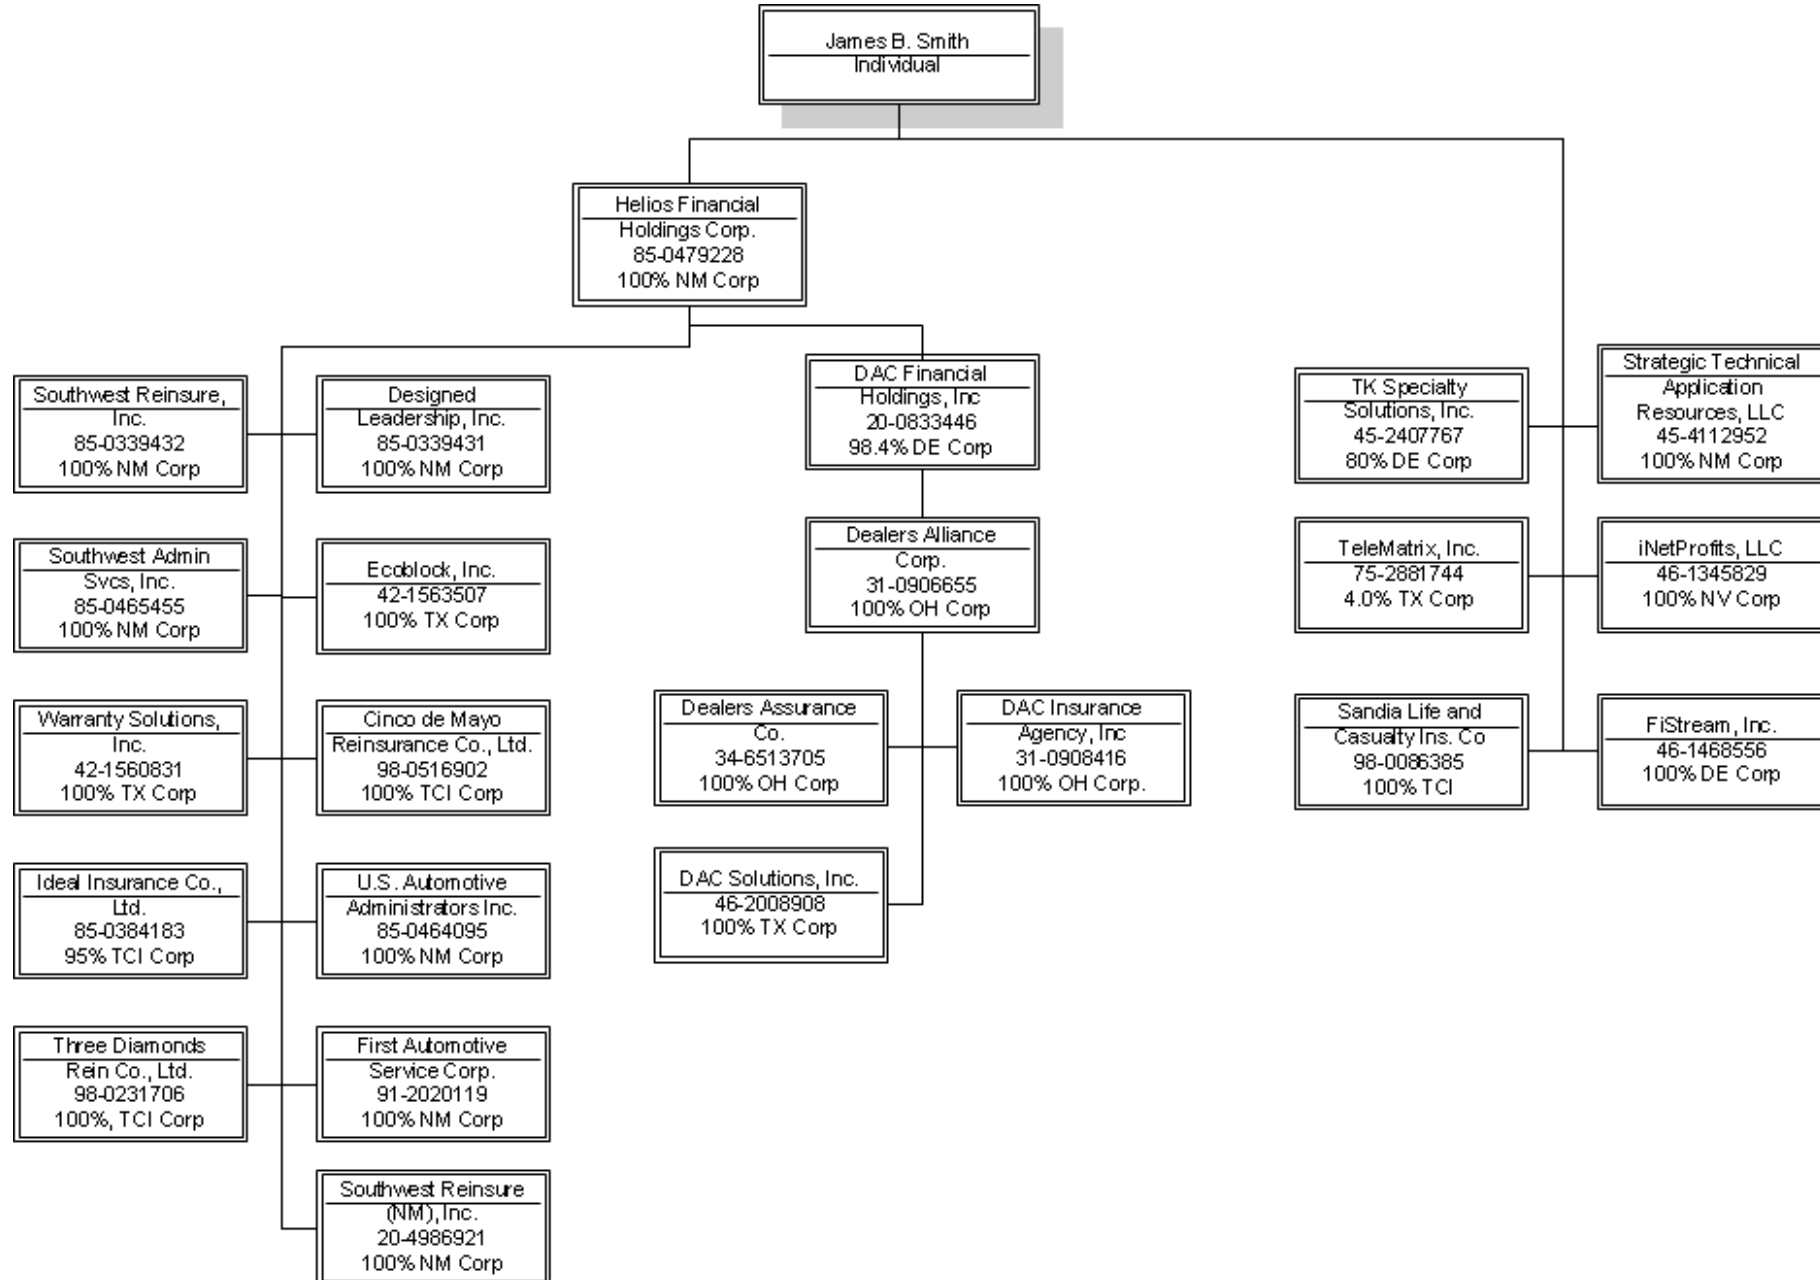 James B. Smith
Individual
Helios Financial
Holdings Corp.
85-0479228
100% NM Corp
Southwest Reinsure,
Inc.
85-0339432
100% NM Corp
Designed
Leadership, Inc.
85-0339431
100% NM Corp
DAC Financial
Holdings, Inc
20-0833446
98.4% DE Corp
TK Specialty
Solutions, Inc.
45-2407767
80% DE Corp
Strategic Technical
Application
Resources, LLC
45-4112952
100% NM Corp
Southwest Admin
Svcs, Inc.
85-0465455
100% NM Corp
Ecoblock, Inc.
42-1563507
100% TX Corp
Dealers Alliance
Corp.
31-0906655
100% OH Corp
TeleMatrix, Inc.
75-2881744
4.0% TX Corp
iNetProfits, LLC
46-1345829
100% NV Corp
Warranty Solutions,
Inc.
42-1560831
100% TX Corp
Cinco de Mayo
Reinsurance Co., Ltd.
98-0516902
100% TCI Corp
Dealers Assurance
Co.
34-6513705
100% OH Corp
DAC Insurance
Agency, Inc
31-0908416
100% OH Corp.
Sandia Life and
Casualty Ins. Co
98-0086385
100% TCI
FiStream, Inc.
46-1468556
100% DE Corp
Ideal Insurance Co.,
Ltd.
85-0384183
95% TCI Corp
U.S. Automotive
Administrators Inc.
85-0464095
100% NM Corp
DAC Solutions, Inc.
46-2008908
100% TX Corp
Three Diamonds
Rein Co., Ltd.
98-0231706
100%, TCI Corp
First Automotive
Service Corp.
91-2020119
100% NM Corp
Southwest Reinsure
(NM), Inc.
20-4986921
100% NM Corp